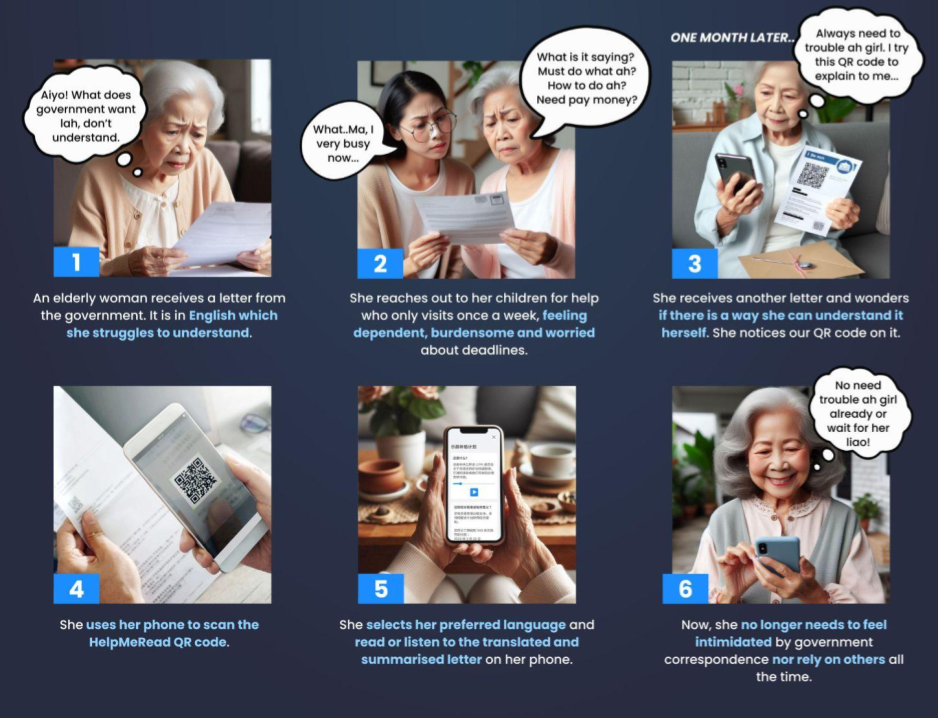 Aiyo! What does
government want
lah, don't
understand.
1
An elderly woman receives a letter from
the government. It is in English which
she struggles to understand.
What..Ma, I
very busy
now...
What is it saying?
Must do what ah?
How to do ah?
Need pay money?
2
She reaches out to her children for help
who only visits once a week, feeling
dependent, burdensome and worried
about deadlines.
ONE MONTH LATER..
Always need to
trouble ah girl. I try
this QR code to
explain to me...
3
She receives another letter and wonders
if there is a way she can understand it
herself. She notices our QR code on it.
4
She uses her phone to scan the
HelpMeRead QR code.
5
She selects her preferred language and
read or listen to the translated and
summarised letter on her phone.
No need
trouble ah girl
already or
wait for her
liao!
6
Now, she no longer needs to feel
intimidated by government
correspondence nor rely on others all
the time.